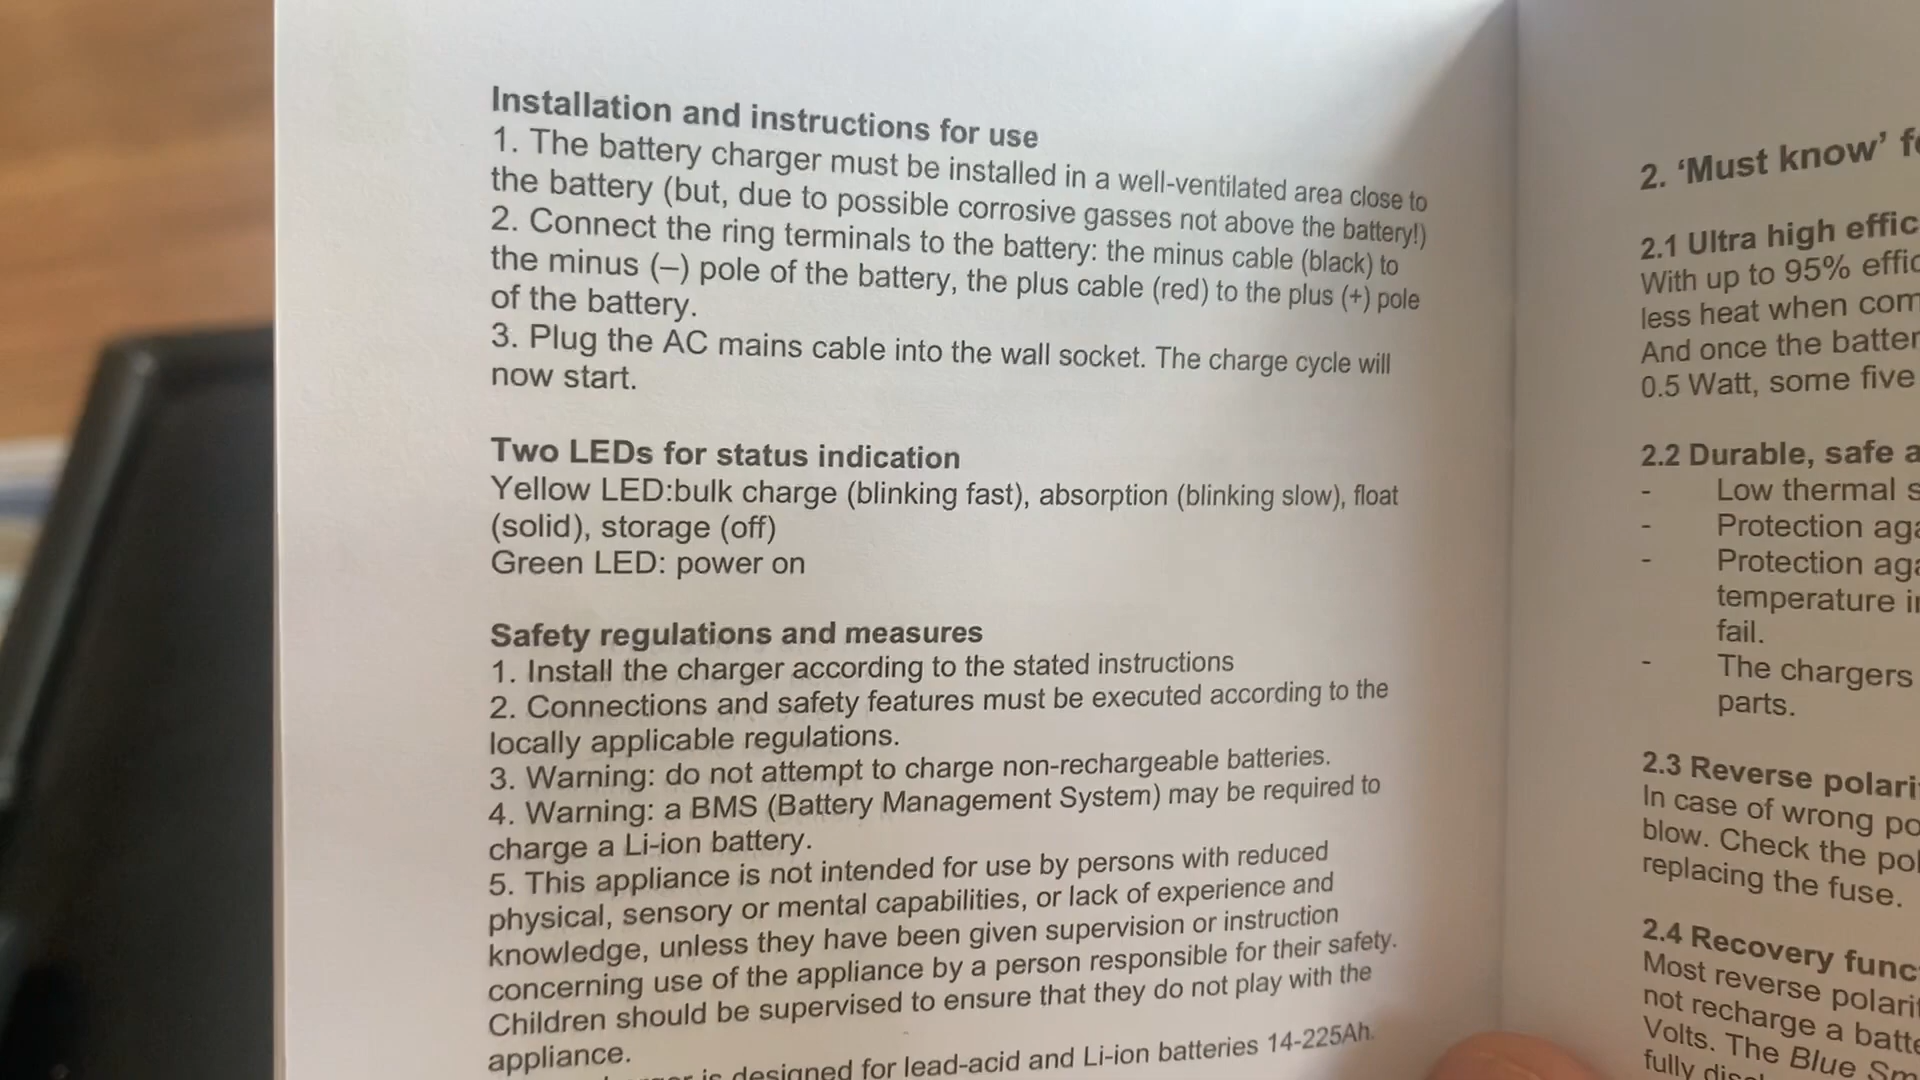 Installation and instructions for use
1. The battery charger must be installed in a well-ventilated area close to
the battery (but, due to possible corrosive gasses not above the battery!)
2. Connect the ring terminals to the battery: the minus cable (black) to
the minus (–) pole of the battery, the plus cable (red) to the plus (+) pole
of the battery.
3. Plug the AC mains cable into the wall socket. The charge cycle will
now start.
Two LEDs for status indication
Yellow LED:bulk charge (blinking fast), absorption (blinking slow), float
(solid), storage (off)
Green LED: power on
Safety regulations and measures
1. Install the charger according to the stated instructions
2. Connections and safety features must be executed according to the
locally applicable regulations.
3. Warning: do not attempt to charge non-rechargeable batteries.
4. Warning: a BMS (Battery Management System) may be required to
charge a Li-ion battery.
5. This appliance is not intended for use by persons with reduced
physical, sensory or mental capabilities, or lack of experience and
knowledge, unless they have been given supervision or instruction
concerning use of the appliance by a person responsible for their safety.
Children should be supervised to ensure that they do not play with the
appliance.
is designed for lead-acid and Li-ion batteries 14-225Ah.
2. ‘Must know’
2.1 Ultra high
With up to 95%
less heat when
And once the
0.5 Watt, some five
2.2 Durable, safe
- Low thermal
- Protection
- Protection
temperature
fail.
- The chargers
parts.
2.3 Reverse
In case of wrong
blow. Check the
replacing the fuse.
2.4 Recovery
Most reverse
not recharge a
Volts. The Blue
fully